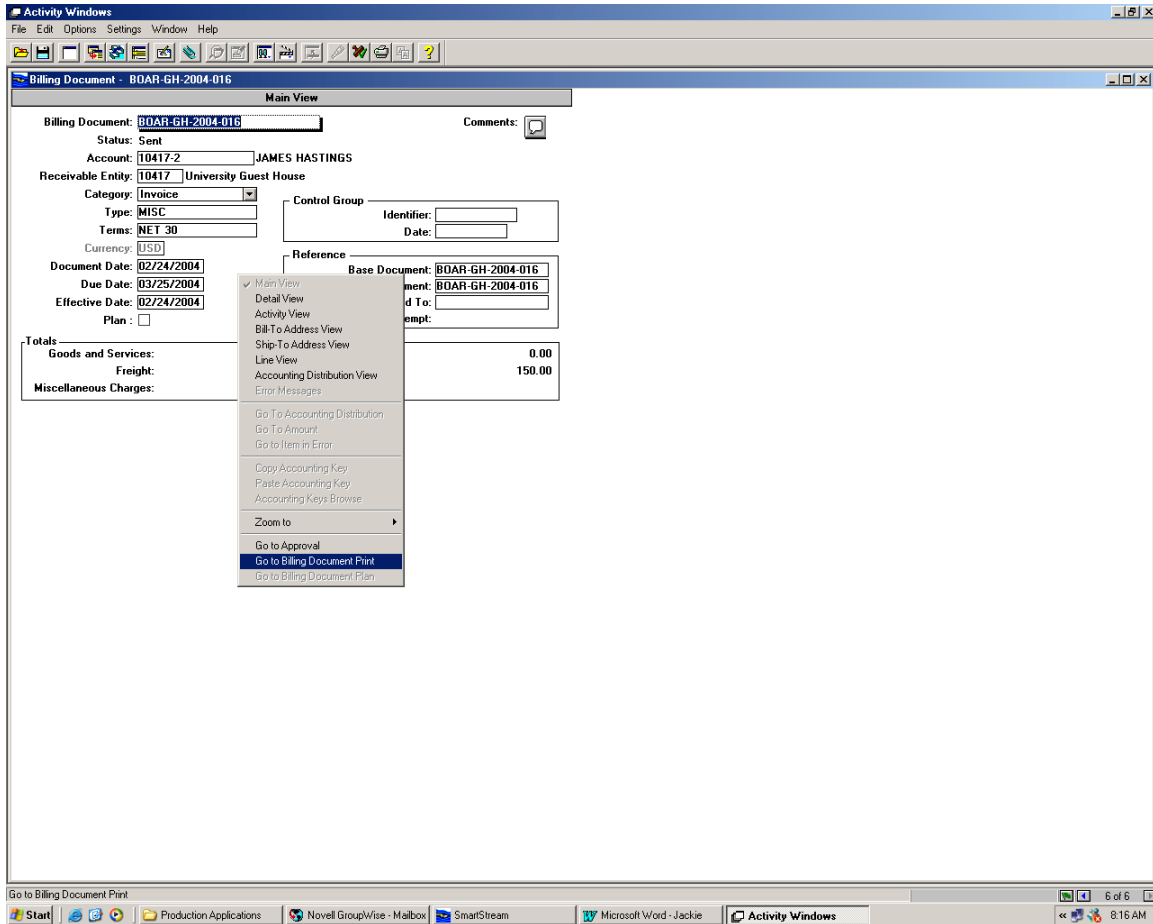 Activity Windows
File Edit Options Settings Window Help
Billing Document - BOAR-GH-2004-016
Main View
Billing Document: BOAR-GH-2004-016 Comments:
Status: Sent
Account: 10417-2 JAMES HASTINGS
Receivable Entity: 10417 University Guest House
Category: Invoice
Control Group
Type: MISC Identifier:
Terms: NET 30 Date:
Currency: USD
Reference
Document Date: 02/24/2004 Base Document: BOAR-GH-2004-016
Due Date: 03/25/2004 ment: BOAR-GH-2004-016
Effective Date: 02/24/2004 d To:
Plan : empt:
Totals
Goods and Services: 0.00
Freight: 150.00
Miscellaneous Charges:
Main View
Detail View
Activity View
Bill-To Address View
Ship-To Address View
Line View
Accounting Distribution View
Error Messages
Go To Accounting Distribution
Go To Amount
Go to Item in Error
Copy Accounting Key
Paste Accounting Key
Accounting Keys Browse
Zoom to
Go to Approval
Go to Billing Document Print
Go to Billing Document Plan
Go to Billing Document Print 6 of 6
Start Production Applications Novell GroupWise - Mailbox SmartStream Microsoft Word - Jackie Activity Windows 8:16 AM